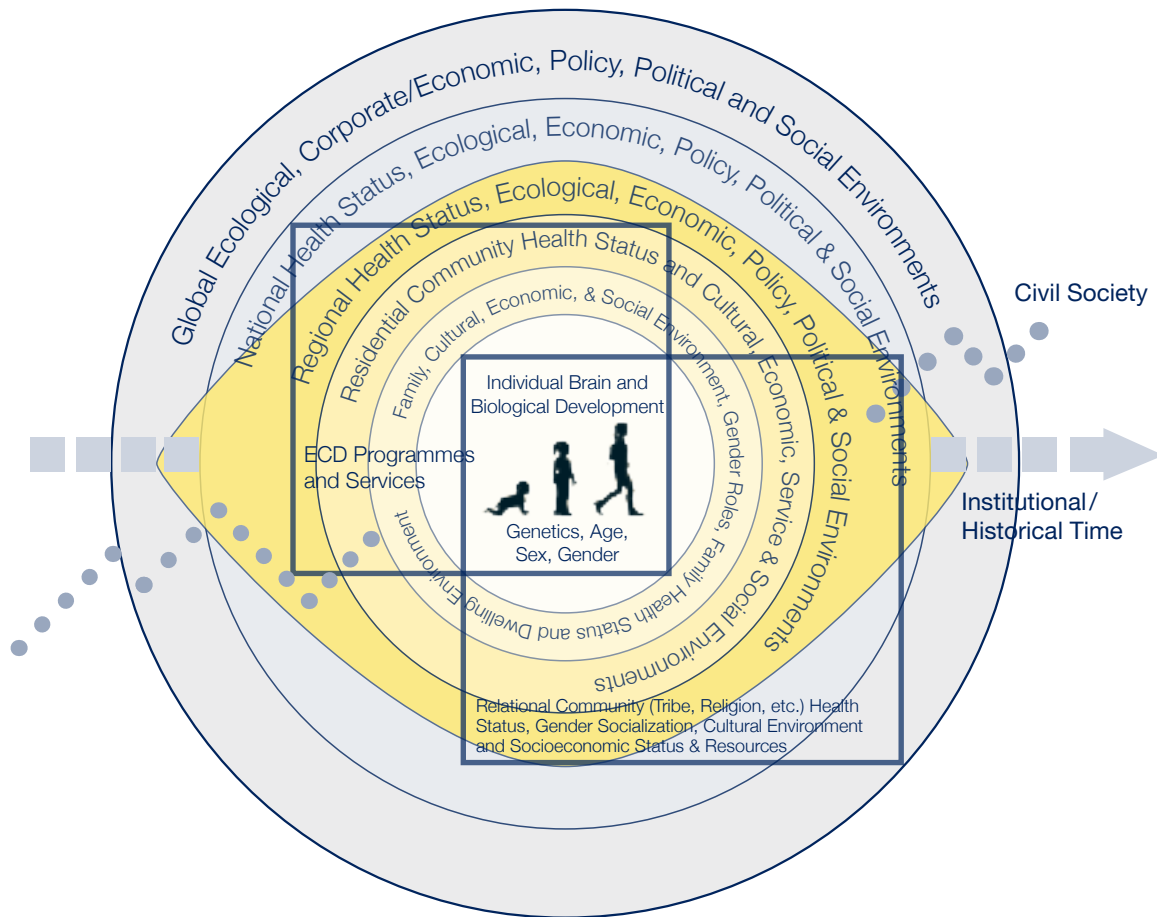 Global Ecological, Corporate/Economic, Policy, Political and Social Environments
National Health Status, Ecological, Economic, Policy, Political & Social Environments
Regional Health Status, Ecological, Economic, Policy, Political & Social Environments
Residential Community Health Status and Cultural, Economic, Service & Social Environments
Family, Cultural, Economic, & Social Environment, Gender Roles, Family Health Status and Dwelling Environment
Civil Society
Individual Brain and
Biological Development
ECD Programmes
and Services
Genetics, Age,
Sex, Gender
Institutional/
Historical Time
Relational Community (Tribe, Religion, etc.) Health
Status, Gender Socialization, Cultural Environment
and Socioeconomic Status & Resources